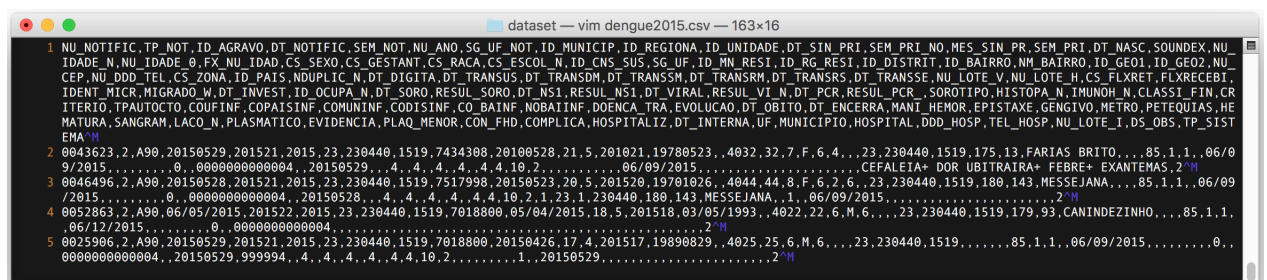 dataset — vim dengue2015.csv — 163×16
1 NU_NOTIFIC,TP_NOT,ID_AGRAVO,DT_NOTIFIC,SEM_NOT,NU_ANO,SG_UF_NOT,ID_MUNICIP,ID_REGIONA,ID_UNIDADE,DT_SIN_PRI,SEM_PRI_NO,MES_SIN_PR,SEM_PRI,DT_NASC,SOUNDEX,NU_
IDADE_N,NU_IDADE_0,FX_NU_IDAD,CS_SEXO,CS_GESTANT,CS_RACA,CS_ESCOL_N,ID_CNS_SUS,SG_UF,ID_MN_RESI,ID_RG_RESI,ID_DISTRIT,ID_BAIRRO,NM_BAIRRO,ID_GEO1,ID_GEO2,NU_
CEP,NU_DDD_TEL,CS_ZONA,ID_PAIS,NDUPLIC_N,DT_DIGITA,DT_TRANSUS,DT_TRANSDM,DT_TRANSSM,DT_TRANSRM,DT_TRANSRS,DT_TRANSSE,NU_LOTE_V,NU_LOTE_H,CS_FLXRET,FLXRECEBI,
IDENT_MICR,MIGRADO_W,DT_INVEST,ID_OCUPA_N,DT_SORO,RESUL_SORO,DT_NS1,RESUL_NS1,DT_VIRAL,RESUL_VI_N,DT_PCR,RESUL_PCR_,SOROTIPO,HISTOPA_N,IMUNOH_N,CLASSI_FIN,CR
ITERIO,TPAUTOCTO,COUFINF,COPAISINF,COMUNINF,CODISINF,CO_BAINF,NOBAIINF,DOENCA_TRA,EVOLUCAO,DT_OBITO,DT_ENCERRA,MANI_HEMOR,EPISTAXE,GENGIVO,METRO,PETEQUIAS,HE
MATURA,SANGRAM,LACO_N,PLASMATICO,EVIDENCIA,PLAQ_MENOR,CON_FHD,COMPLICA,HOSPITALIZ,DT_INTERNA,UF,MUNICIPIO,HOSPITAL,DDD_HOSP,TEL_HOSP,NU_LOTE_I,DS_OBS,TP_SIST
EMA^M
2 0043623,2,A90,20150529,201521,2015,23,230440,1519,7434308,20100528,21,5,201021,19780523,,4032,32,7,F,6,4,,,23,230440,1519,175,13,FARIAS BRITO,,,,85,1,1,,06/0
9/2015,,,,,,,,,0,,0000000000004,,20150529,,,4,,4,,4,,4,4,10,2,,,,,,,,,,06/09/2015,,,,,,,,,,,,,,,,,,,,,CEFALEIA+ DOR UBITRAIRA+ FEBRE+ EXANTEMAS,2^M
3 0046496,2,A90,20150528,201521,2015,23,230440,1519,7517998,20150523,20,5,201520,19701026,,4044,44,8,F,6,2,6,,23,230440,1519,180,143,MESSEJANA,,,,85,1,1,,06/09
/2015,,,,,,,,,0,,0000000000004,,20150528,,,4,,4,,4,,4,4,10,2,1,23,1,230440,180,143,MESSEJANA,,1,,06/09/2015,,,,,,,,,,,,,,,,,,,,,,2^M
4 0052863,2,A90,06/05/2015,201522,2015,23,230440,1519,7018800,05/04/2015,18,5,201518,03/05/1993,,4022,22,6,M,6,,,,23,230440,1519,179,93,CANINDEZINHO,,,,85,1,1,
,06/12/2015,,,,,,,,,0,,0000000000004,,,,,,,,,,,,,,,,,,,,,,,,,,,,,,,,,,,,,,,,,,,,,,,2^M
5 0025906,2,A90,20150529,201521,2015,23,230440,1519,7018800,20150426,17,4,201517,19890829,,4025,25,6,M,6,,,,23,230440,1519,,,,,,,85,1,1,,06/09/2015,,,,,,,,,0,,
0000000000004,,20150529,999994,,4,,4,,4,,4,4,10,2,,,,,,,,,1,,20150529,,,,,,,,,,,,,,,,,,,,,,2^M